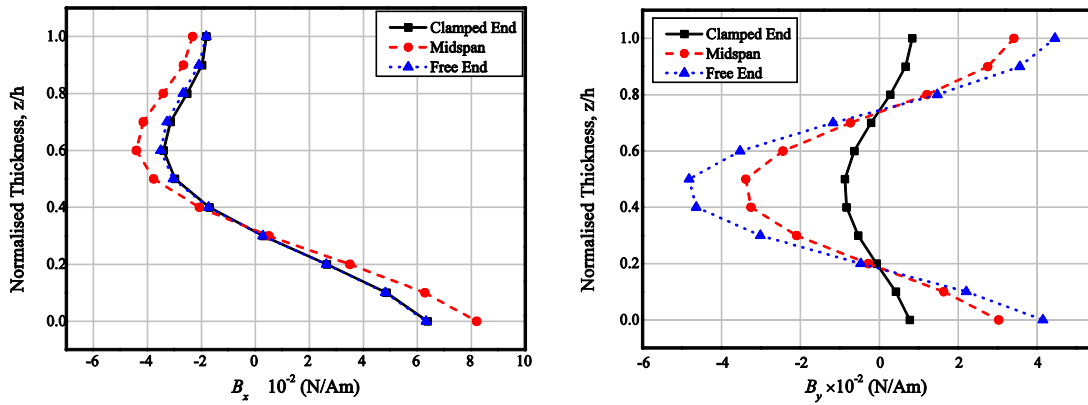 Clamped End
Midspan
Free End
1.0
0.8
0.6
0.4
0.2
0.0
Normalised Thickness, z/h
-6 -4 -2 0 2 4 6 8 10
Bx 10-2 (N/Am)
Clamped End
Midspan
Free End
1.0
0.8
0.6
0.4
0.2
0.0
Normalised Thickness, z/h
-6 -4 -2 0 2 4
By ×10-2 (N/Am)